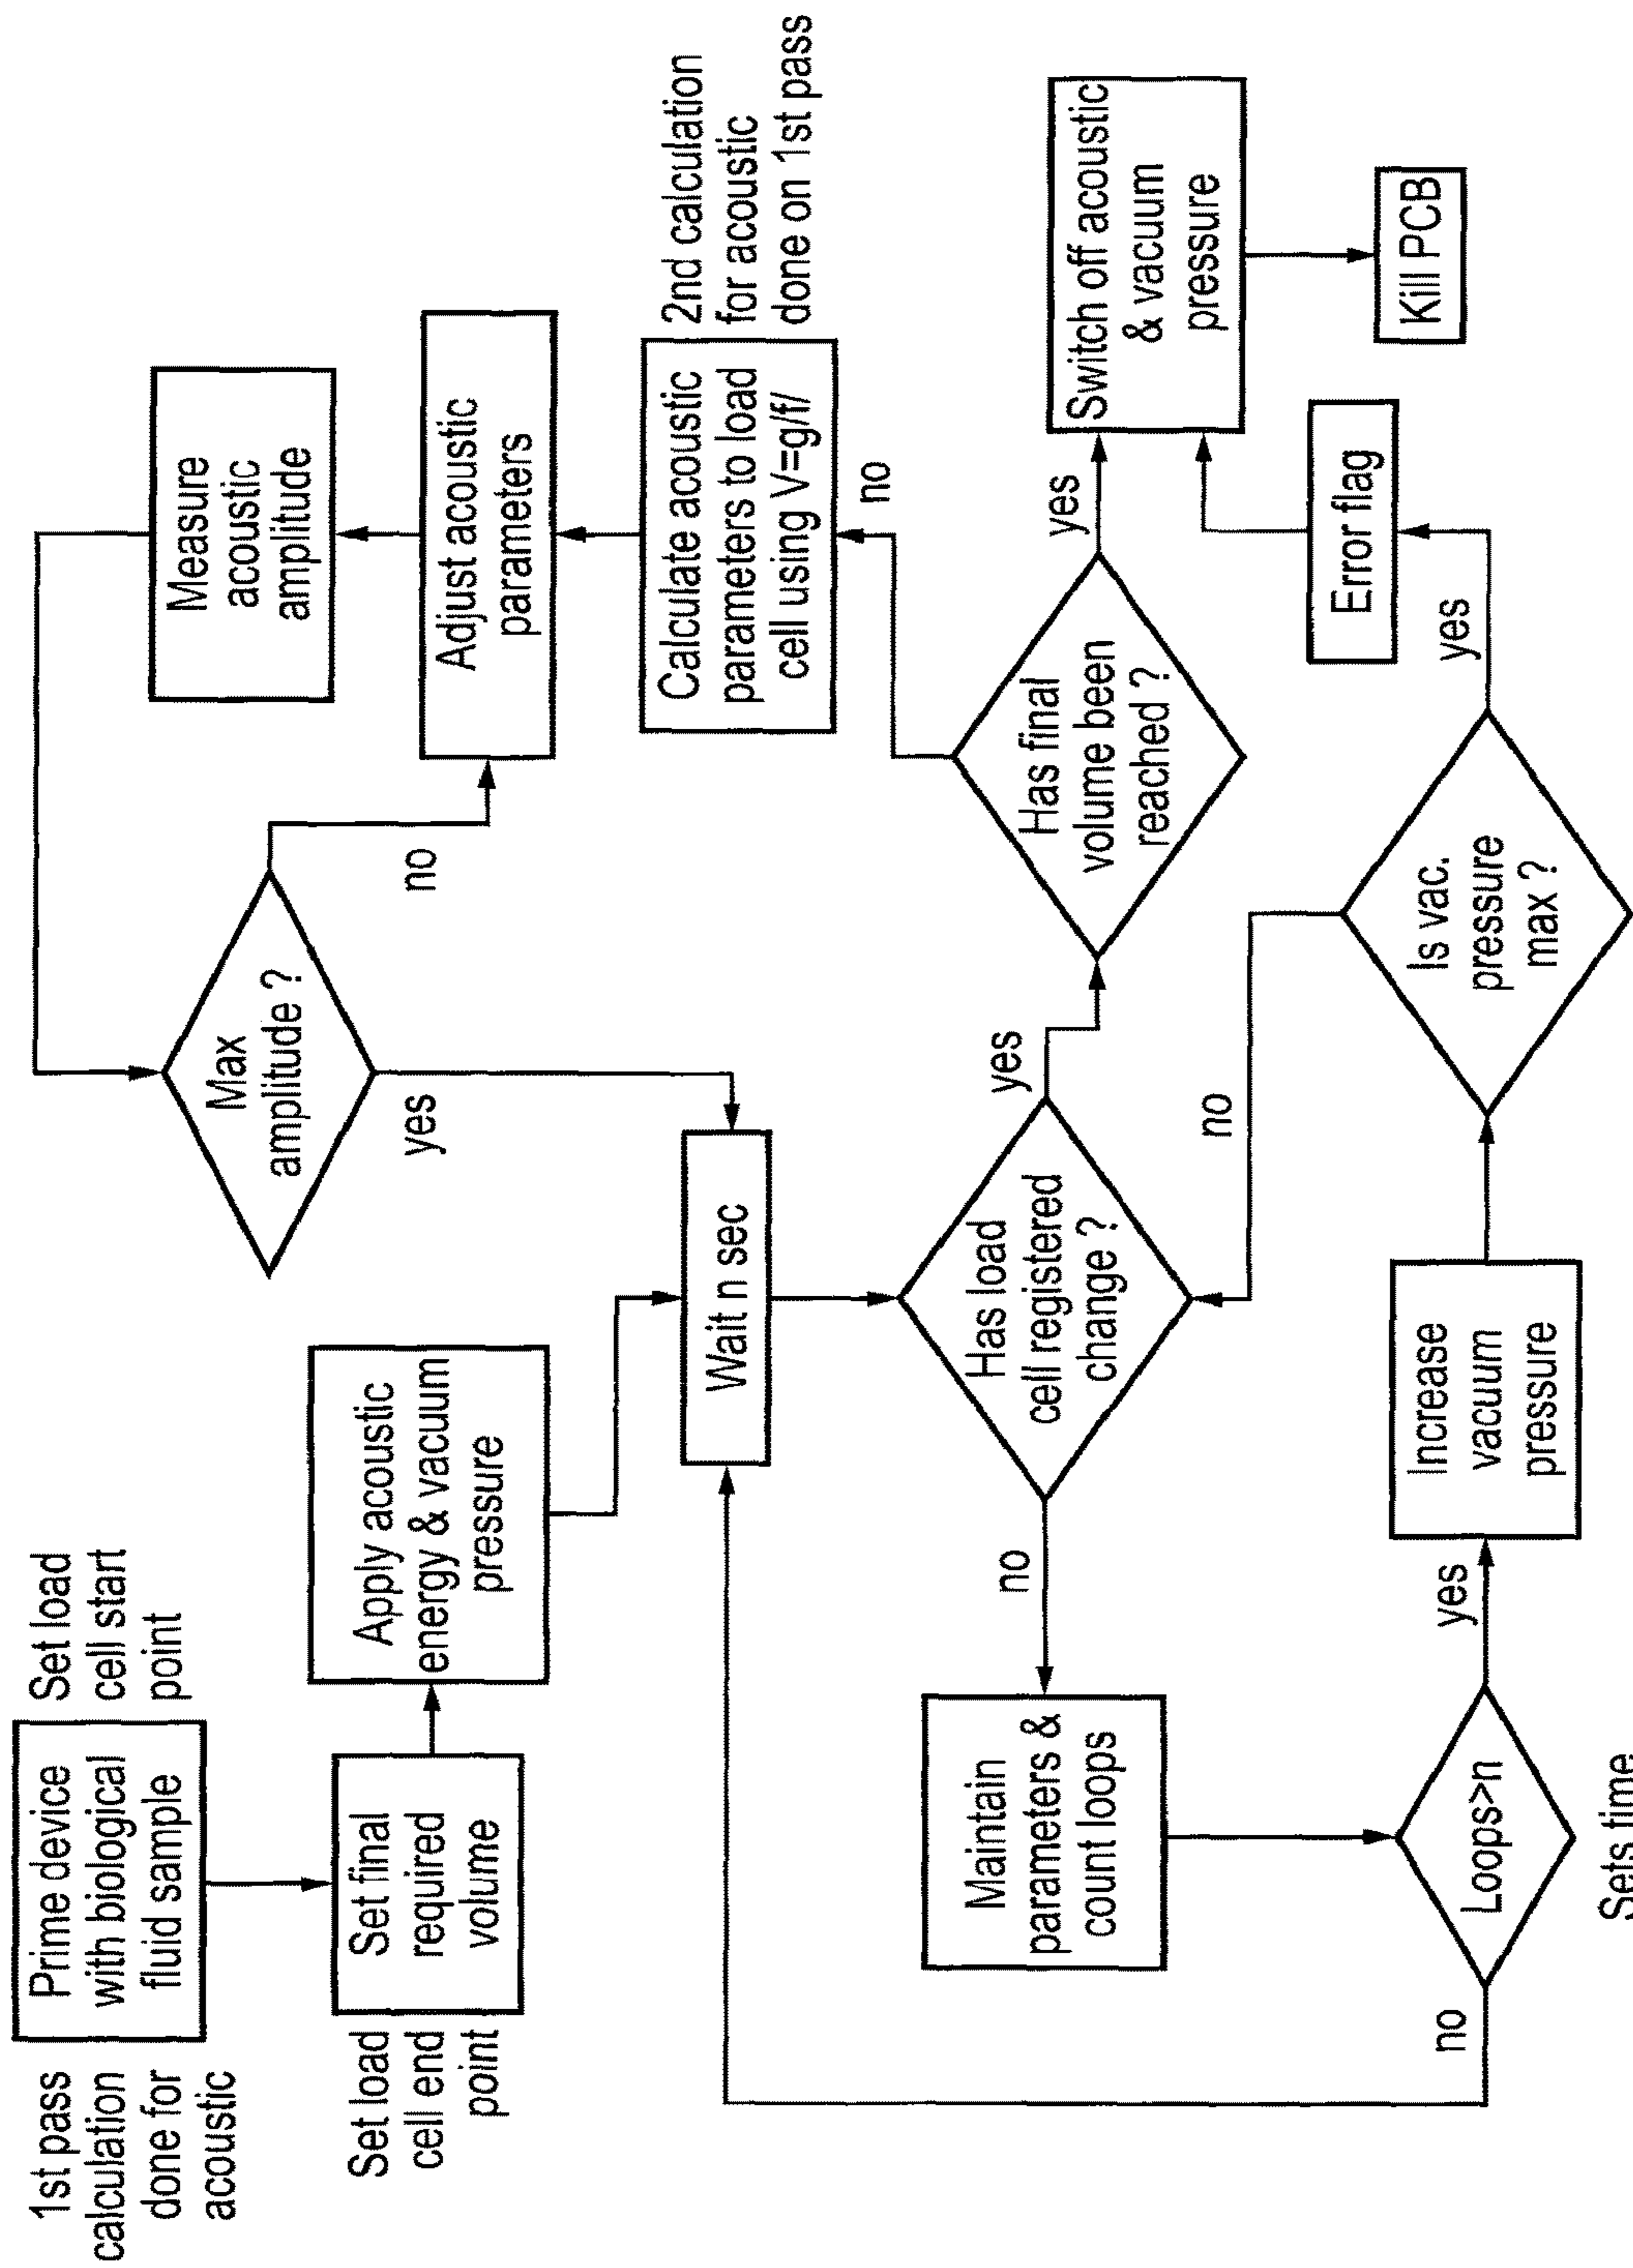 1st pass
calculation
done for
acoustic
Prime device
with biological
fluid sample
Set load
cell start
point
Set load
cell end
point
Set final
required
volume
Apply acoustic
energy & vacuum
pressure
Max
amplitude ?
yes
no
Measure
acoustic
amplitude
Adjust acoustic
parameters
Calculate acoustic
parameters to load
cell using V=g/f/
2nd calculation
for acoustic
done on 1st pass
Wait n sec
Has load
cell registered
change ?
no
yes
Has final
volume been
reached ?
no
yes
Switch off acoustic
& vacuum
pressure
Kill PCB
Maintain
parameters &
count loops
Loops>n
no
yes
Sets time
Increase
vacuum
pressure
Is vac.
pressure
max ?
no
yes
Error flag